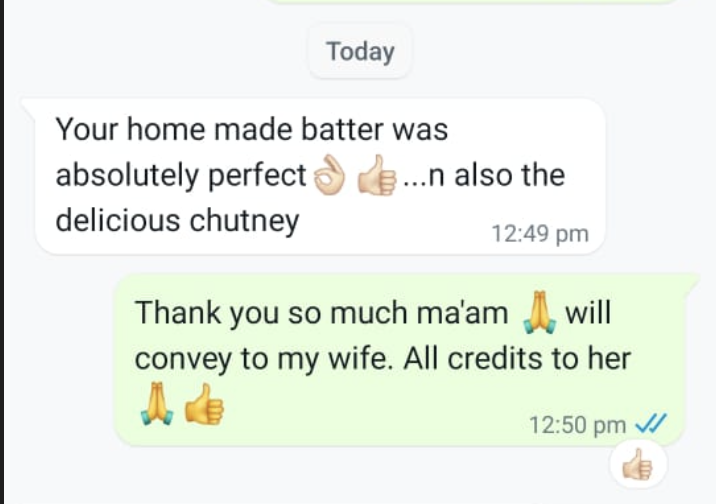 Today
Your home made batter was
absolutely perfect👌🏻 👍🏻...n also the
delicious chutney
12:49 pm
Thank you so much ma'am 🙏 will
convey to my wife. All credits to her
🙏👍
12:50 pm